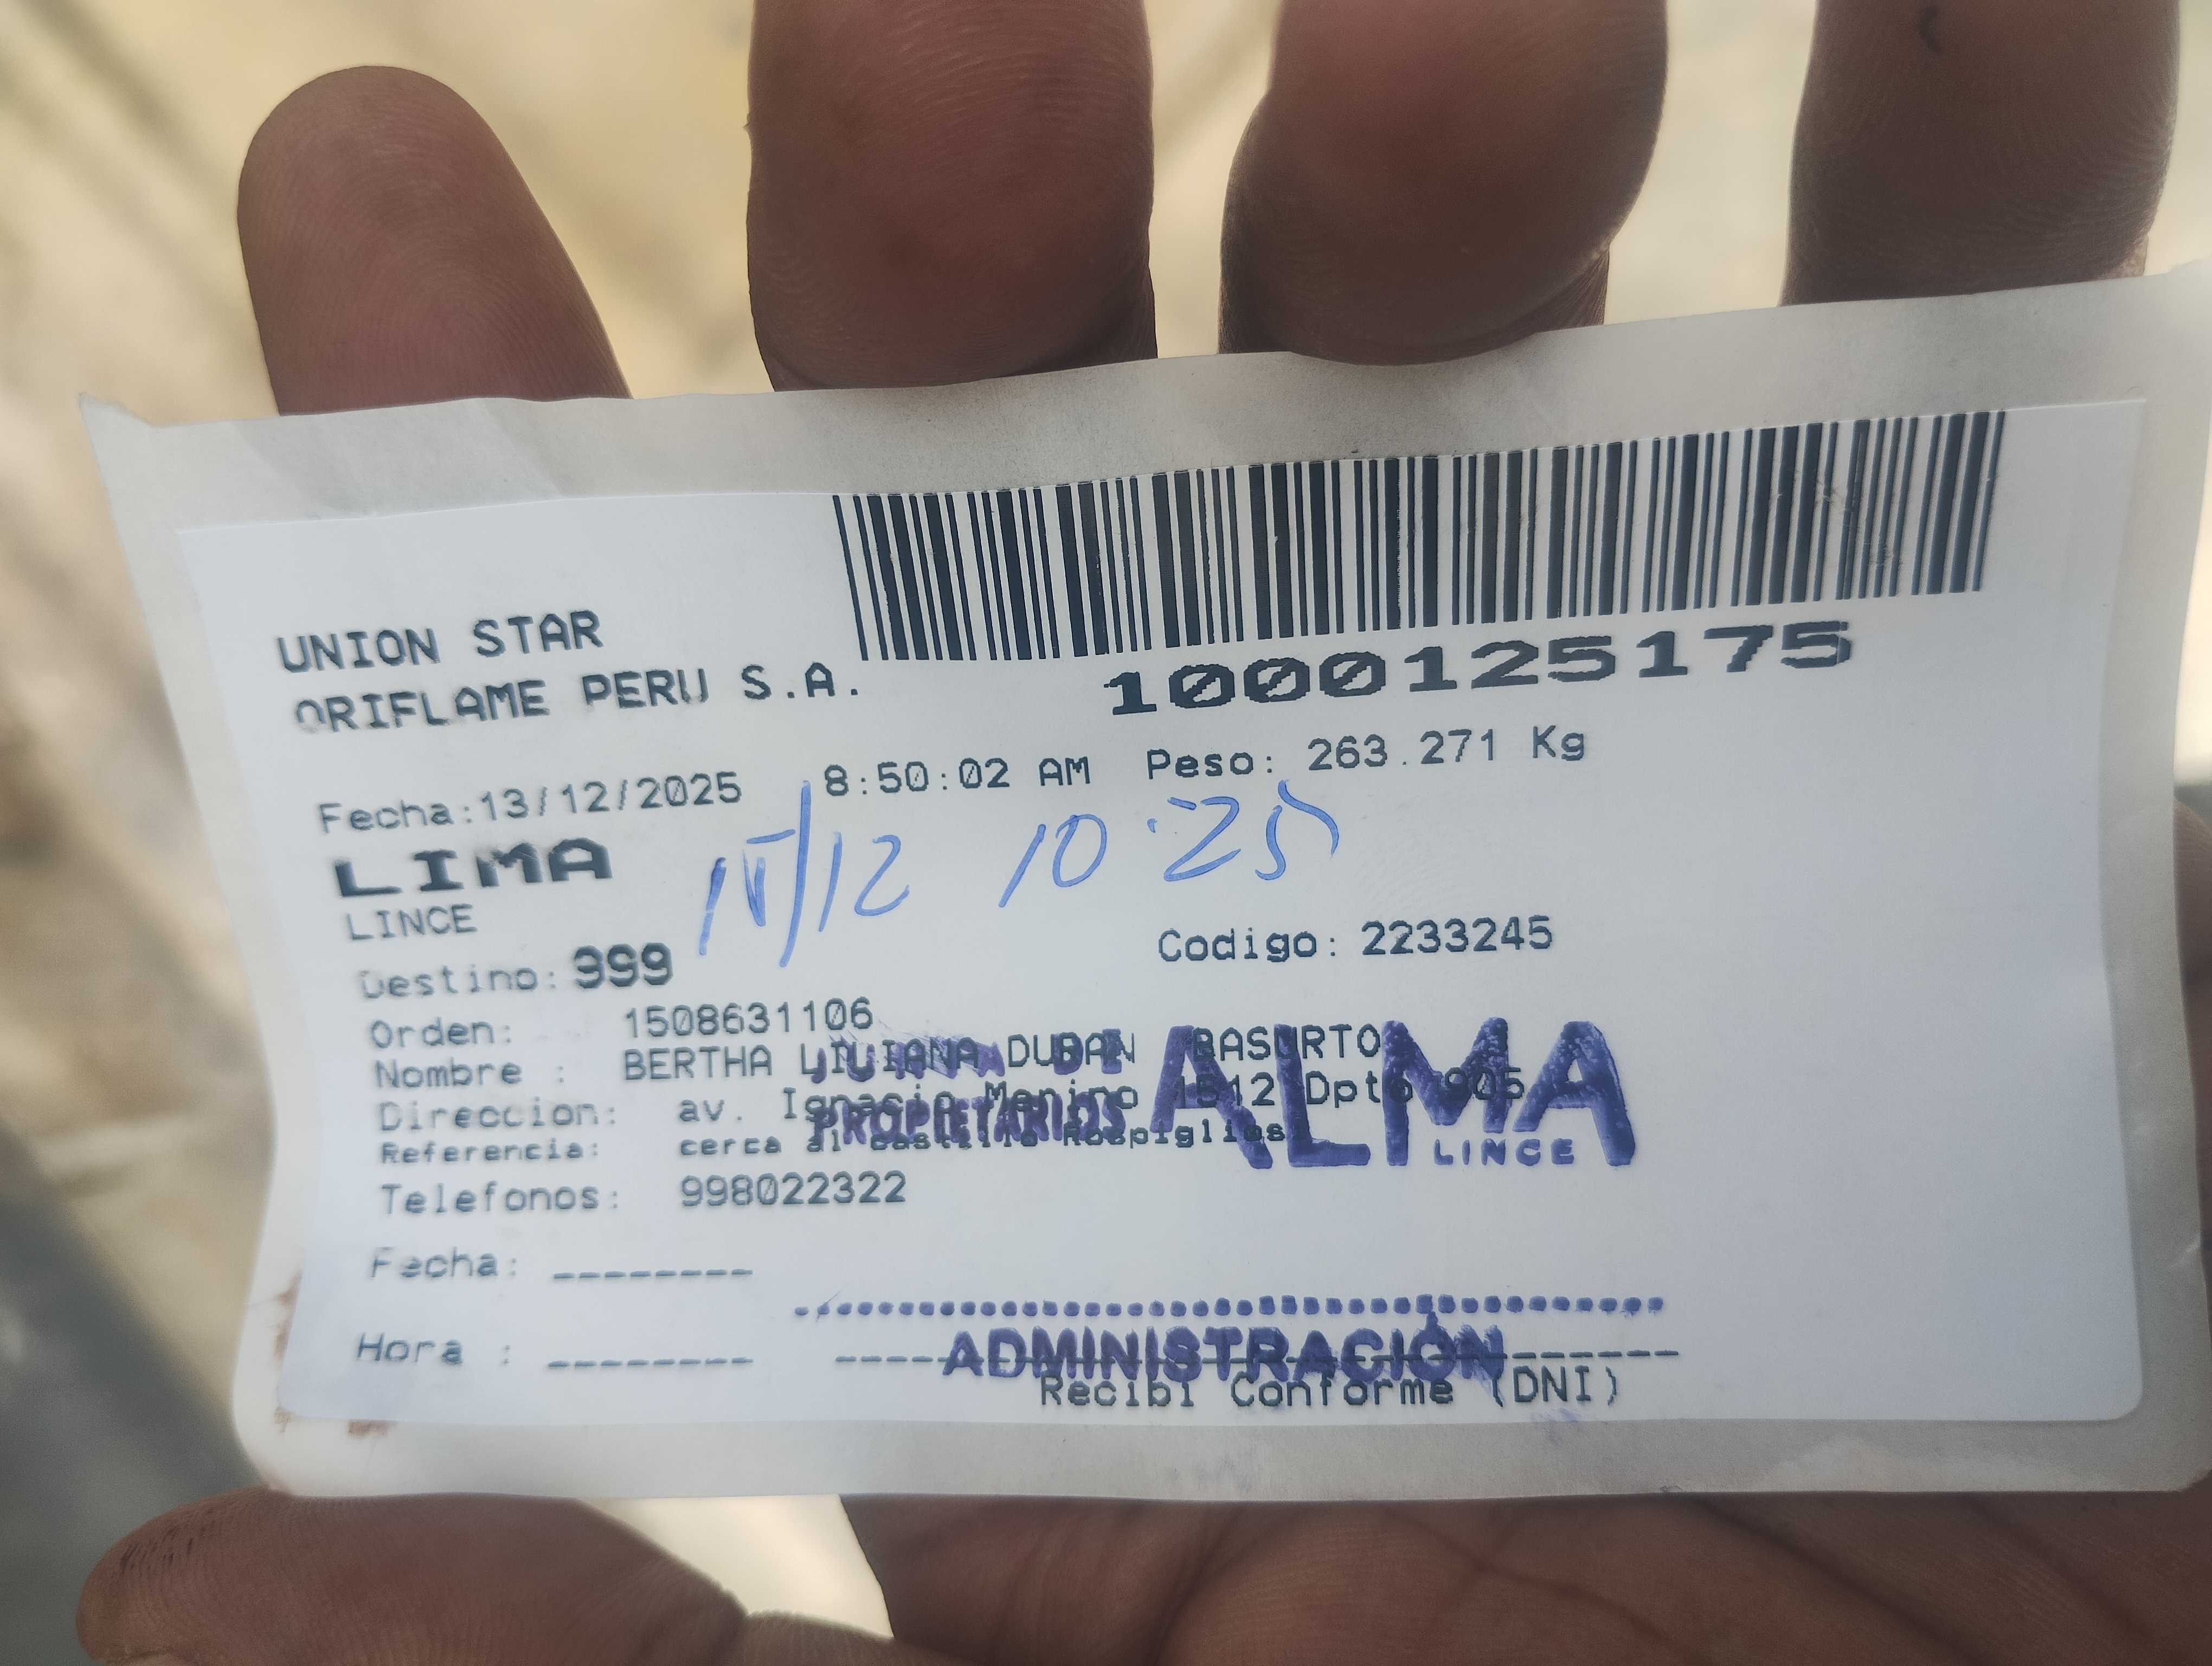 UNION STAR
ORIFLAME PERU S.A.
1000125175
Fecha:13/12/2025 8:50:02 AM Peso: 263.271 Kg
LIMA
15/12 10:25
LINCE
Destino: 999 Codigo: 2233245
Orden: 1508631106
Nombre : BERTHA LILIANA DURAN BASURTO
Direccion: av. Ignacio Merino 1512 Dpto 905
Referencia: cerca al castillo Rospigliosi
Telefonos: 998022322
JUNTA DE
PROPIETARIOS
ALMA
LINCE
Fecha: --------
Hora : --------
ADMINISTRACIÓN
Recibi Conforme (DNI)